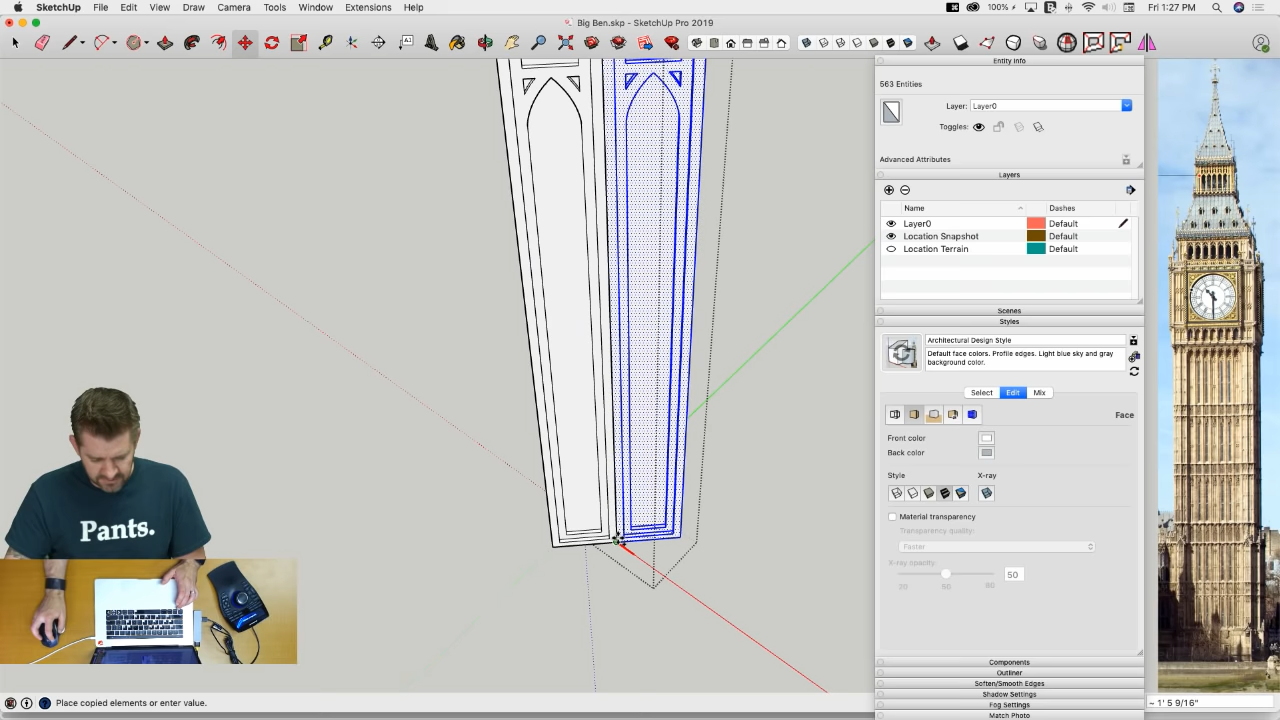 SketchUp File Edit View Draw Camera Tools Window Extensions Help
100% Fri 1:27 PM
Big Ben.skp - SketchUp Pro 2019
Entity Info
563 Entities
Layer: Layer0
Toggles:
Advanced Attributes
Layers
Name Dashes
Layer0 Default
Location Snapshot Default
Location Terrain Default
Scenes
Styles
Architectural Design Style
Default face colors. Profile edges. Light blue sky and gray
background color.
Select Edit Mix
Face
Front color
Back color
Style X-ray
Material transparency
Transparency quality:
Faster
X-ray opacity:
50
20 50 80
Components
Outliner
Soften/Smooth Edges
Shadow Settings
Fog Settings
Match Photo
Pants.
Place copied elements or enter value.
~ 1' 5 9/16"